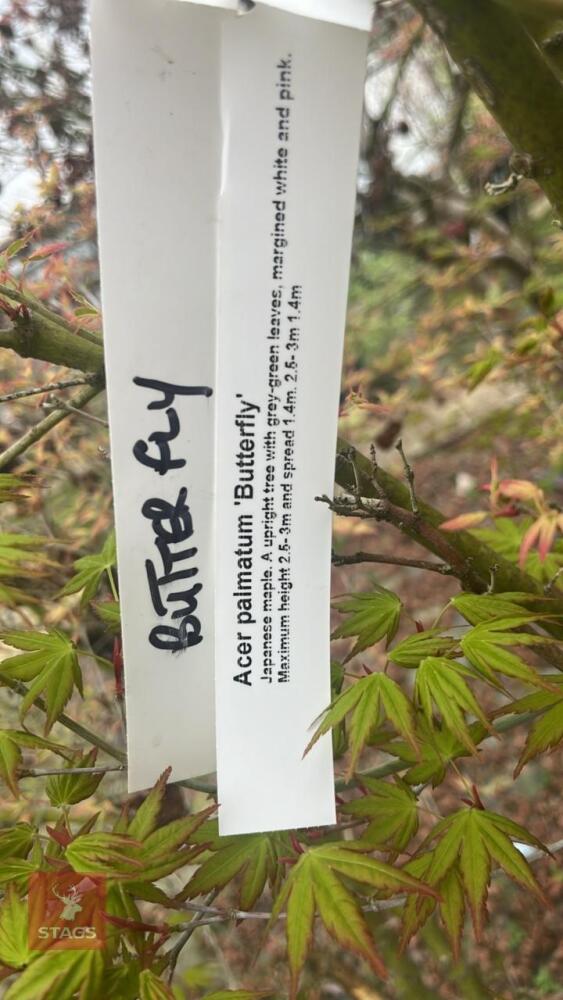 BUTTER FLY
Acer palmatum 'Butterfly'
Japanese maple. A upright tree with grey-green leaves, margined white and pink.
Maximum height 2.5- 3m and spread 1.4m. 2.5- 3m 1.4m
STAGS